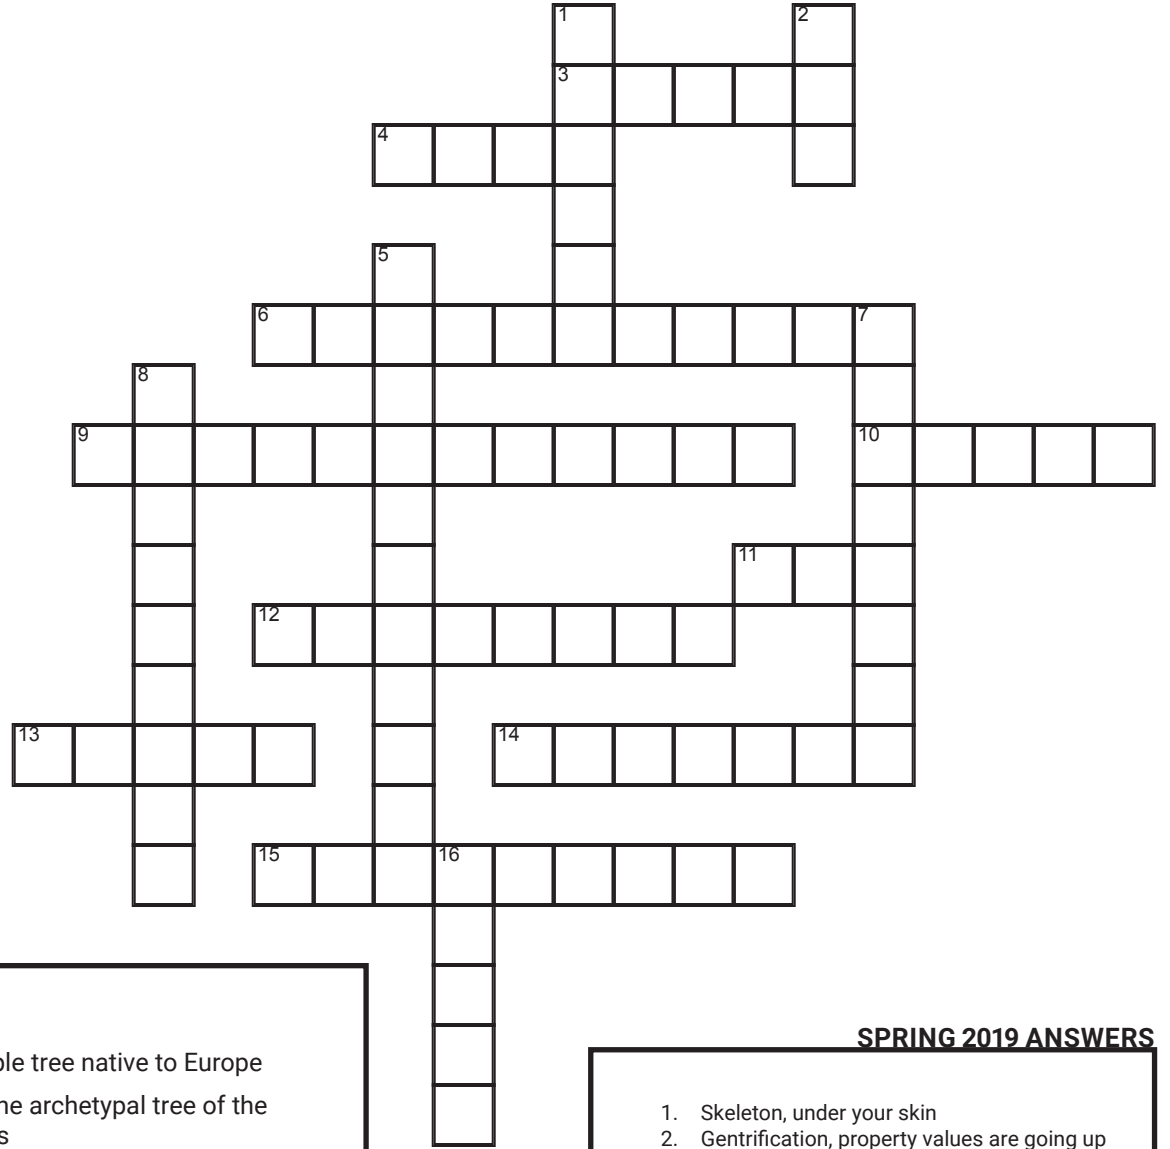 1 2
3
4
5
6 7
8
9 10
11
12
13 14
15 16
SPRING 2019 ANSWERS
tree native to Europe
archetypal tree of the
1. Skeleton, under your skin
2. Gentrification, property values are going up